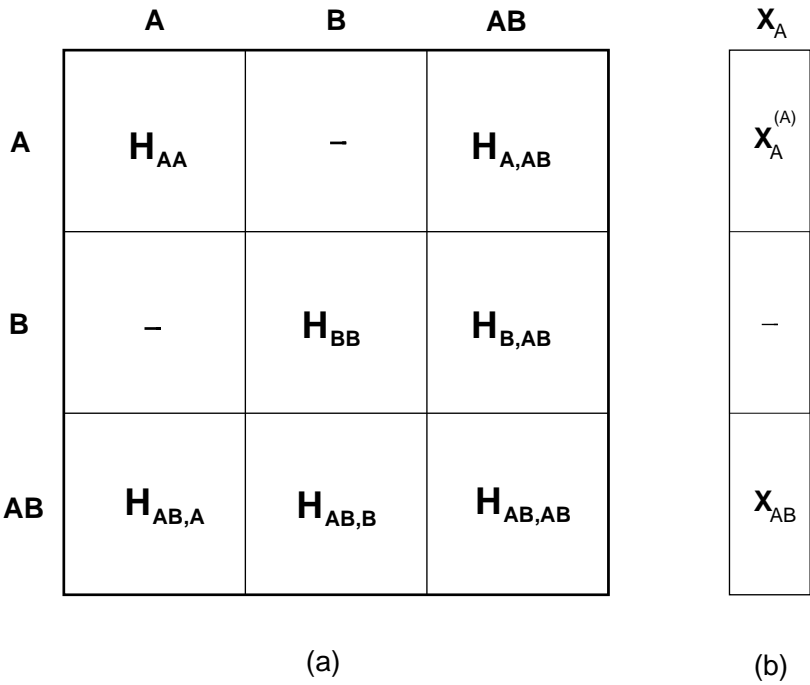 A B AB X_A
A H_AA – H_A,AB X_A^(A)
B – H_BB H_B,AB –
AB H_AB,A H_AB,B H_AB,AB X_AB
(a) (b)